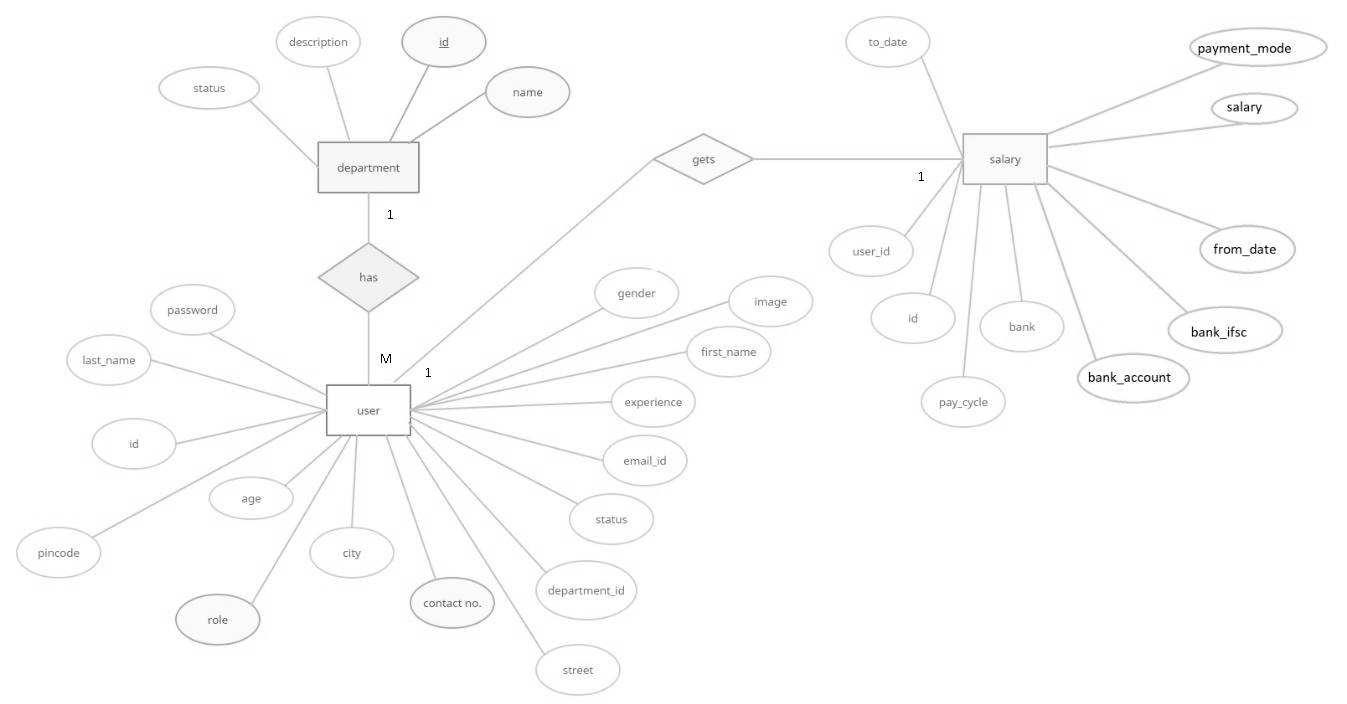 description
id
to_date
payment_mode
status
name
salary
department
gets
salary
1
1
user_id
from_date
has
gender
image
id
bank
bank_ifsc
password
last_name
M
1
first_name
bank_account
user
experience
pay_cycle
id
email_id
age
status
pincode
city
department_id
role
contact no.
street